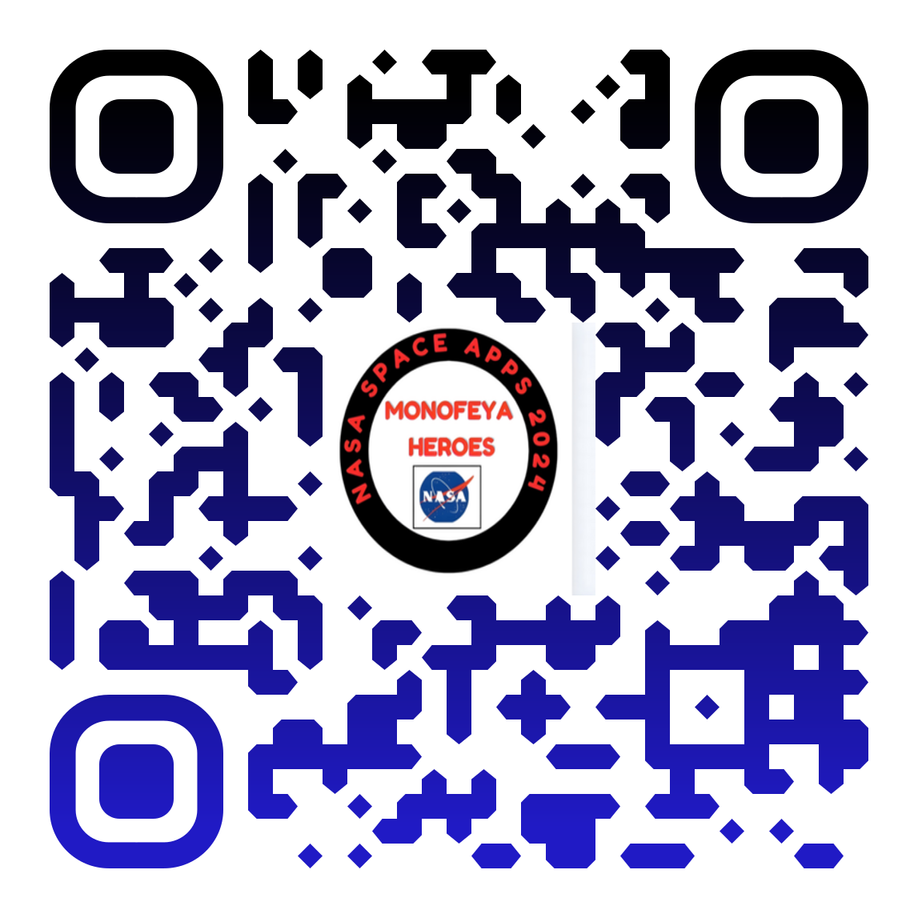 NASA SPACE APPS 2024
MONOFEYA
HEROES
NASA